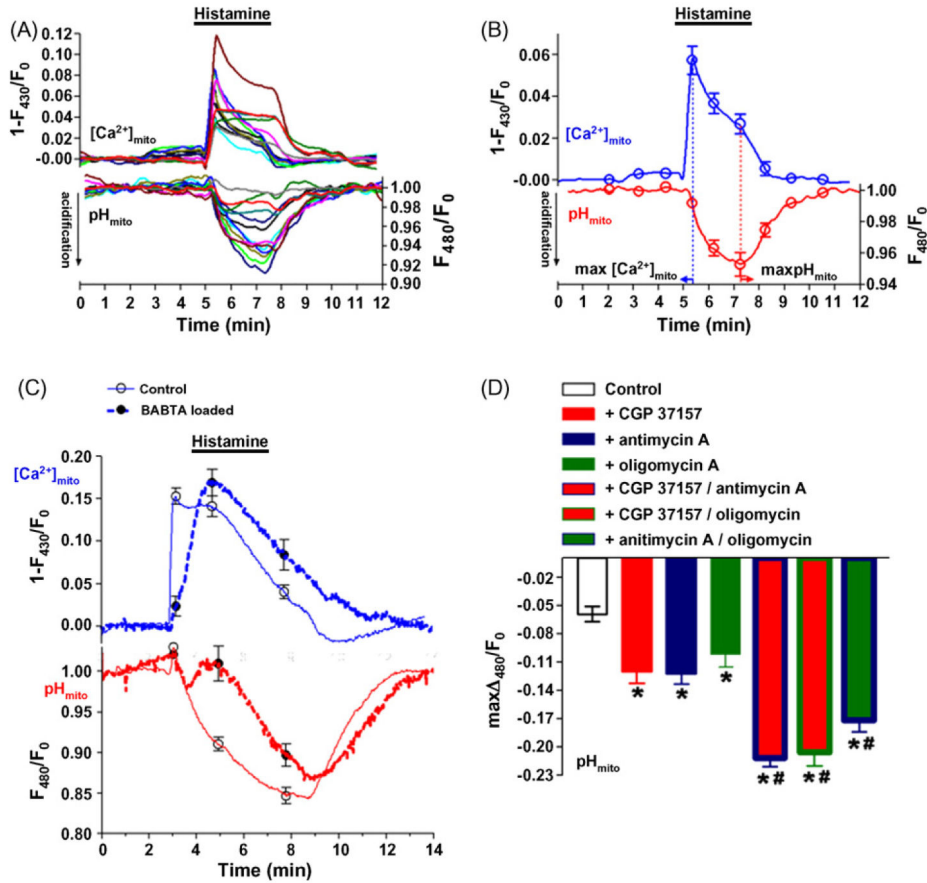 (A)
Histamine
0.12
0.10
0.08
0.06
0.04
0.02
-0.00
1-F430/F0
[Ca2+]mito
acidification
pHmito
1.00
0.98
0.96
0.94
0.92
0.90
F480/F0
0 1 2 3 4 5 6 7 8 9 10 11 12
Time (min)
(B)
Histamine
0.06
0.04
0.02
-0.00
1-F430/F0
[Ca2+]mito
acidification
pHmito
1.00
0.98
0.96
0.94
F480/F0
max [Ca2+]mito
maxpHmito
0 1 2 3 4 5 6 7 8 9 10 11 12
Time (min)
(C)
Control
BABTA loaded
Histamine
[Ca2+]mito
0.20
0.15
0.10
0.05
0.00
1-F430/F0
pHmito
1.00
0.95
0.90
0.85
0.80
F480/F0
0 2 4 6 8 10 12 14
Time (min)
(D)
Control
+ CGP 37157
+ antimycin A
+ oligomycin A
+ CGP 37157 / antimycin A
+ CGP 37157 / oligomycin
+ anitimycin A / oligomycin
-0.02
-0.05
-0.08
-0.11
-0.14
-0.17
-0.20
-0.23
maxΔ480/F0
pHmito
* * * *# *# *#